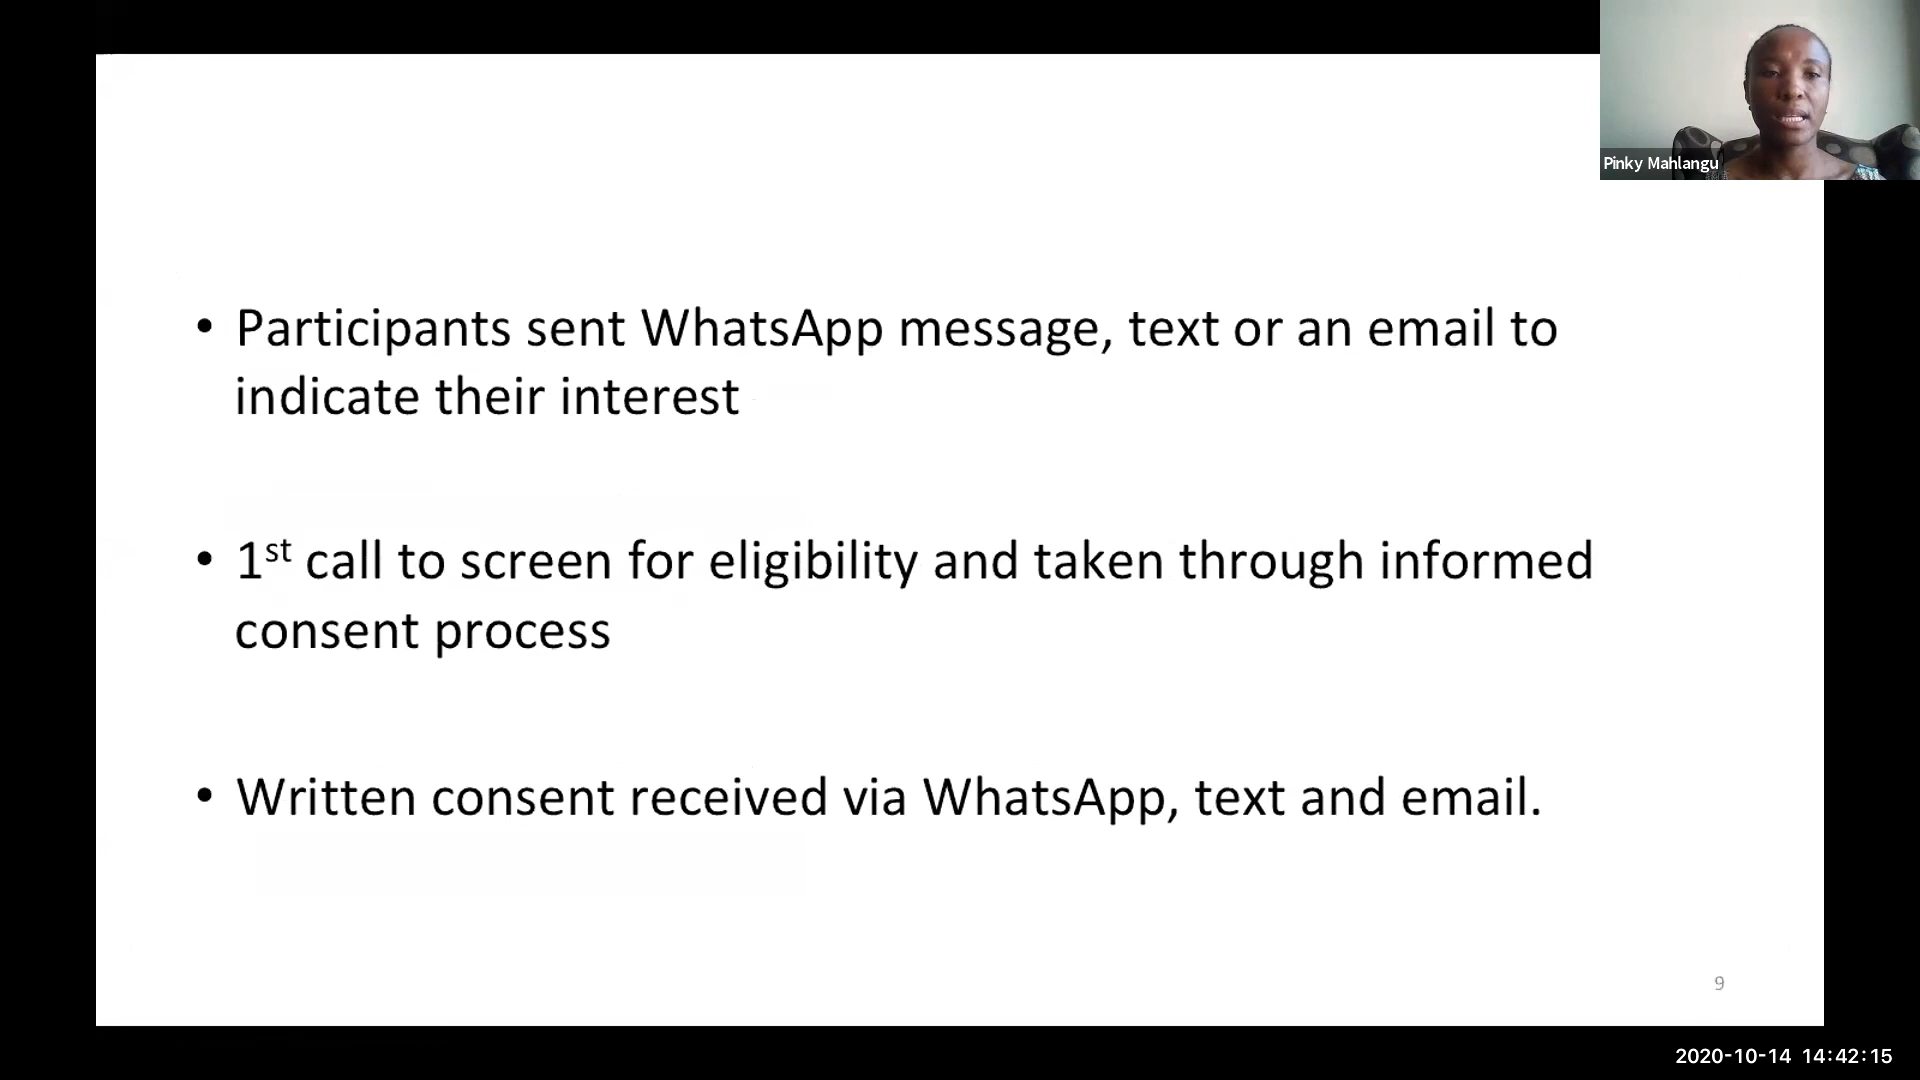 Pinky Mahlangu
• Participants sent WhatsApp message, text or an email to
indicate their interest
• 1st call to screen for eligibility and taken through informed
consent process
• Written consent received via WhatsApp, text and email.
9
2020-10-14 14:42:15